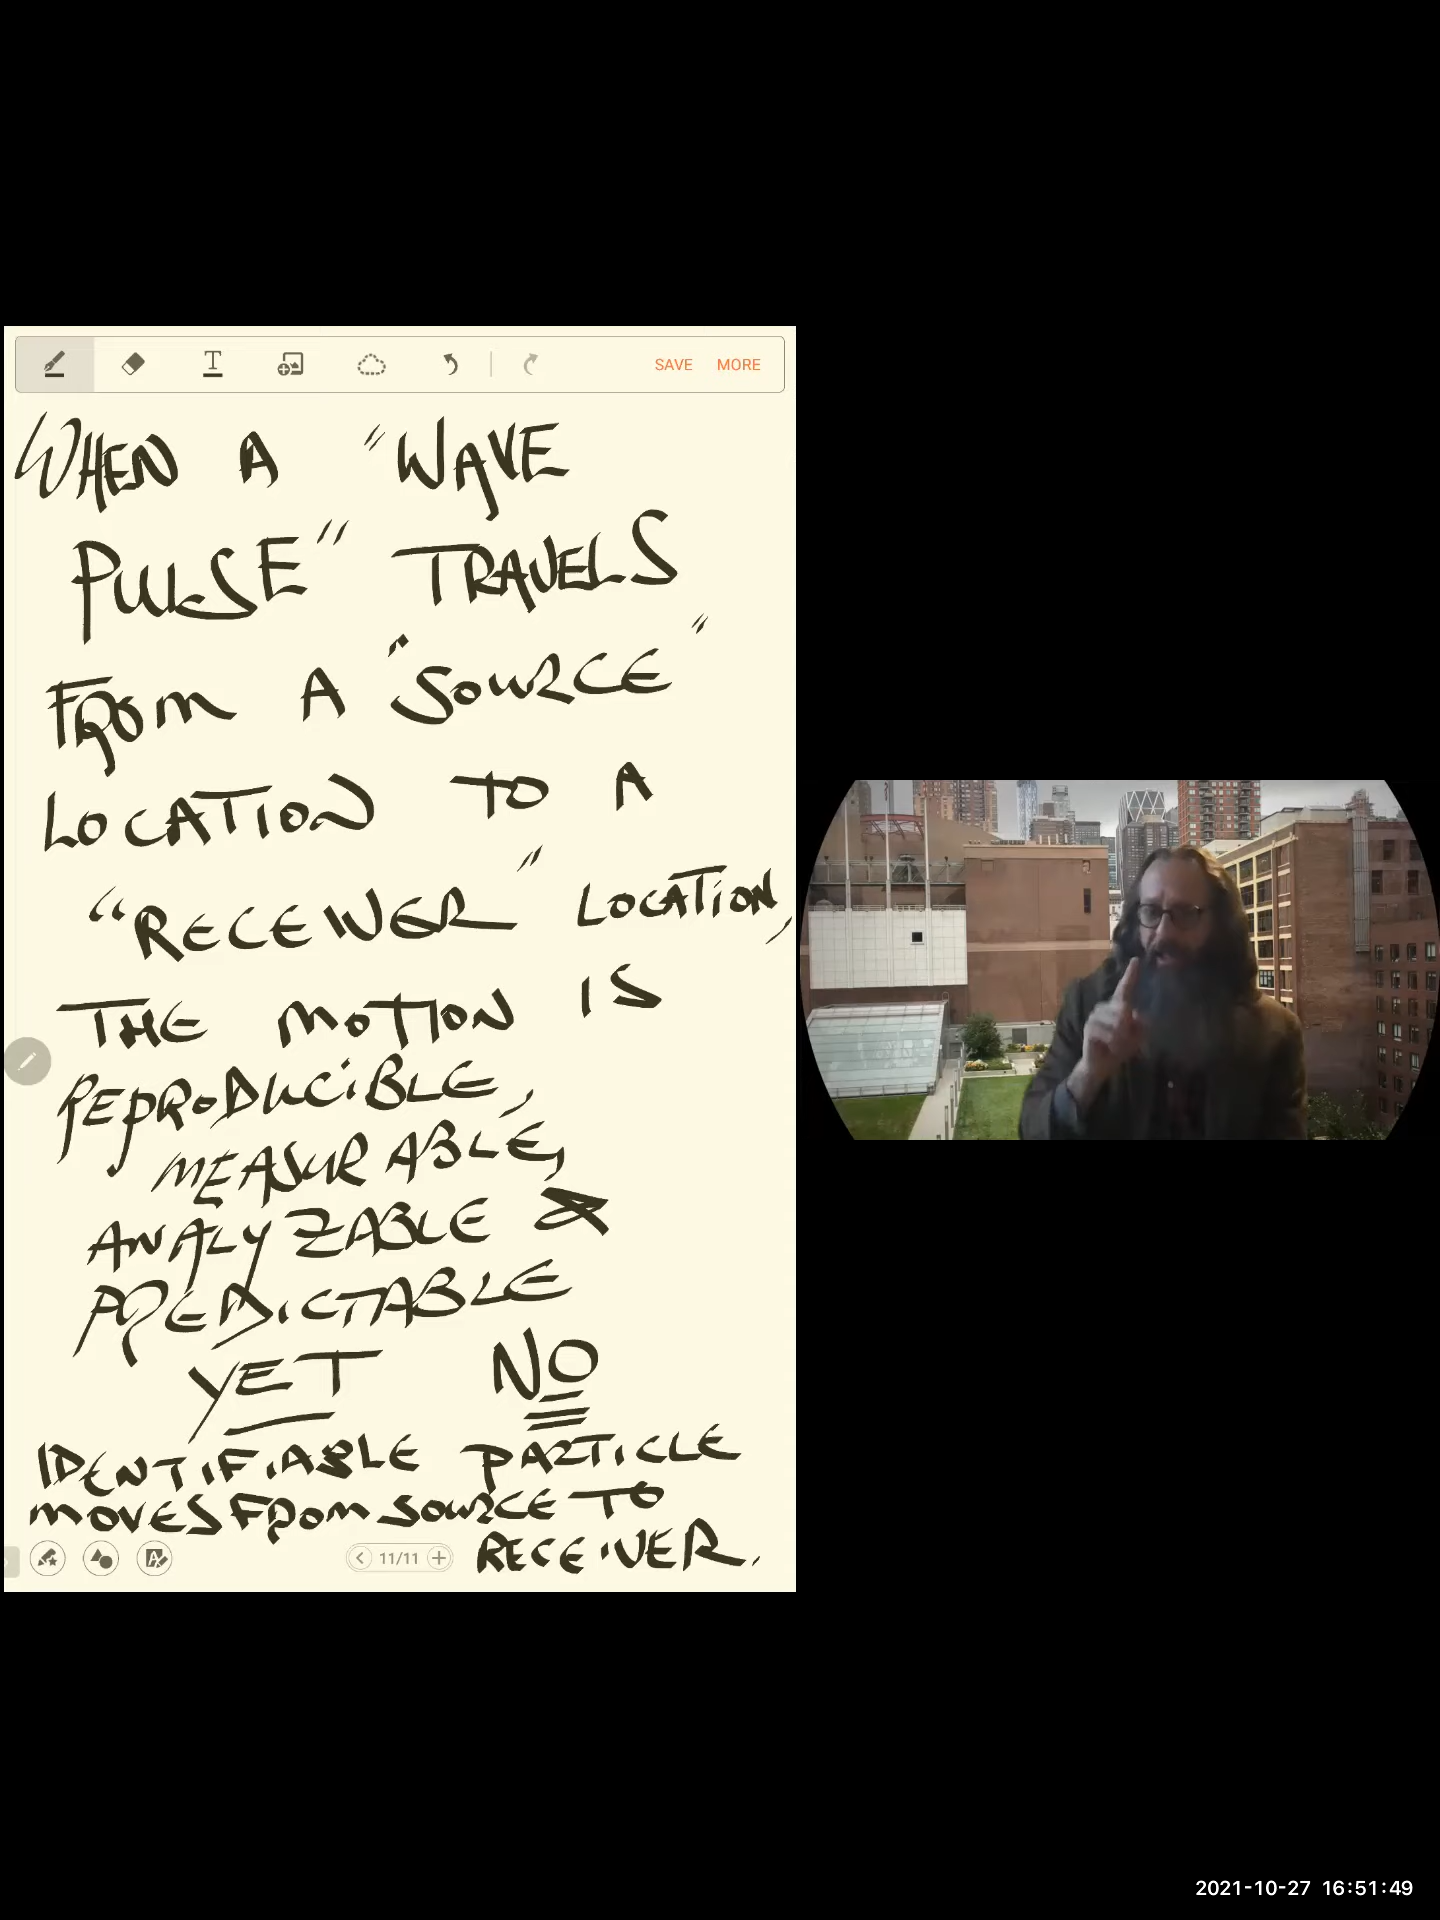 SAVE MORE
WHEN A "WAVE
PULSE" TRAVELS
FROM A "SOURCE"
LOCATION TO A
"RECEIVER" LOCATION,
THE MOTION IS
REPRODUCIBLE,
MEASURABLE,
ANALYZABLE &
PREDICTABLE
YET NO
IDENTIFIABLE PARTICLE
MOVES FROM SOURCE TO
RECEIVER.
11/11
2021-10-27 16:51:49